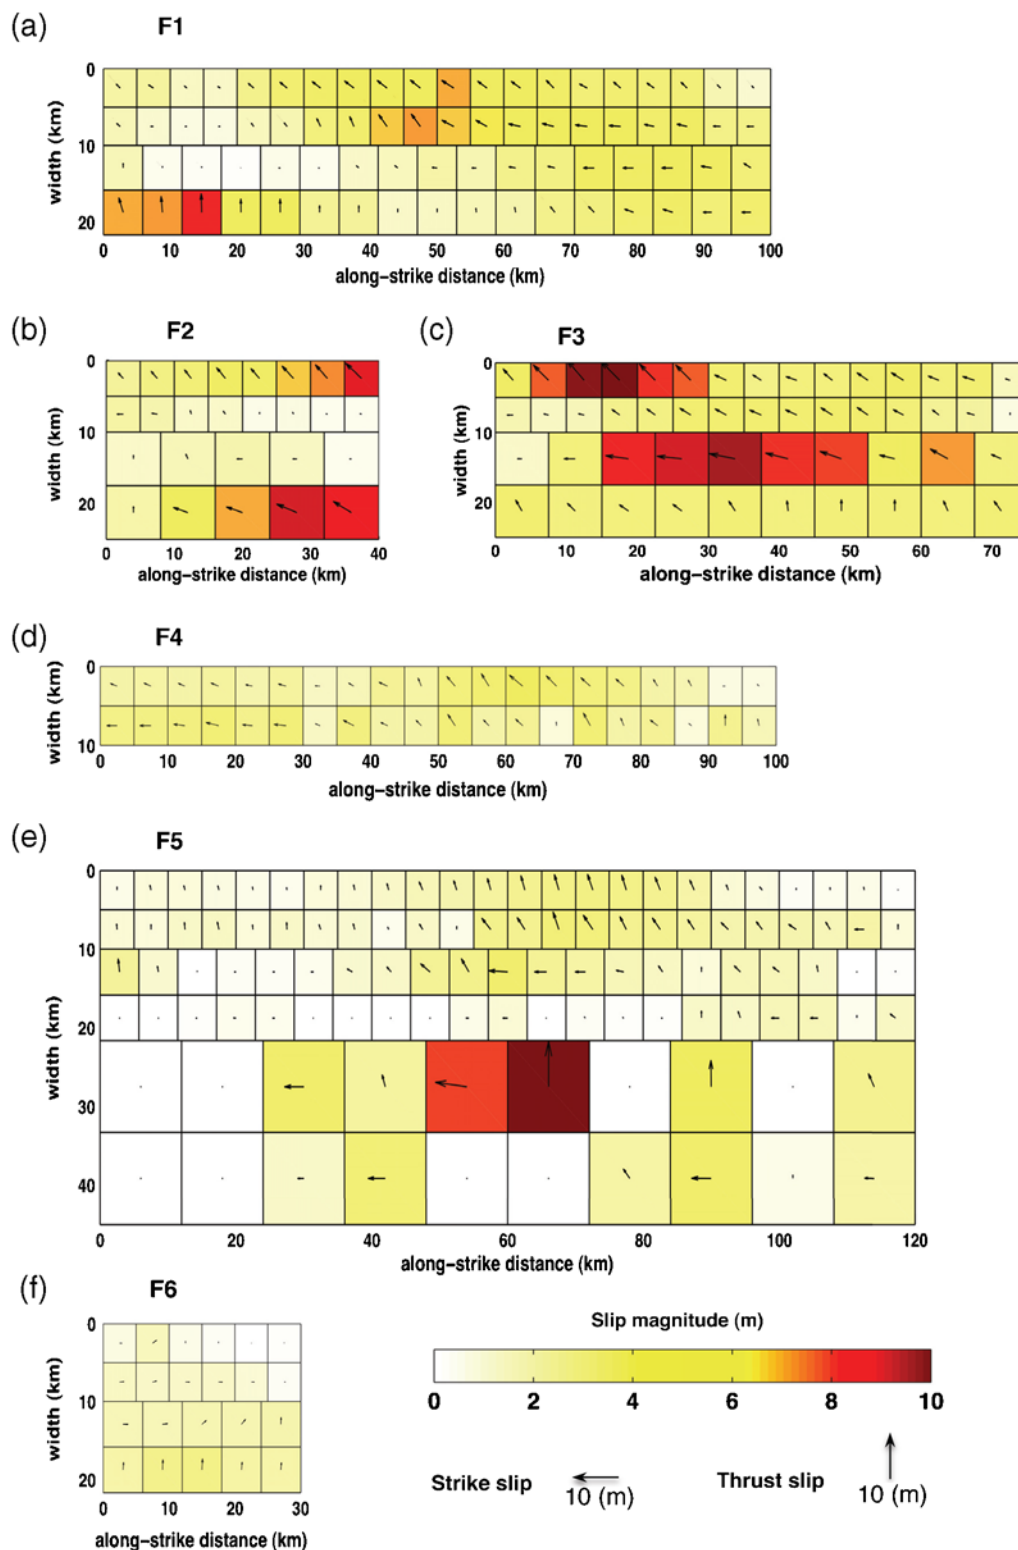 (a) F1
0
10
20
width (km)
0 10 20 30 40 50 60 70 80 90 100
along-strike distance (km)
(b) F2
0
10
20
width (km)
0 10 20 30 40
along-strike distance (km)
(c) F3
0
10
20
width (km)
0 10 20 30 40 50 60 70
along-strike distance (km)
(d) F4
0
10
width (km)
0 10 20 30 40 50 60 70 80 90 100
along-strike distance (km)
(e) F5
0
10
20
30
40
width (km)
0 20 40 60 80 100 120
along-strike distance (km)
(f) F6
0
10
20
width (km)
0 10 20 30
along-strike distance (km)
Slip magnitude (m)
0 2 4 6 8 10
Strike slip 10 (m) Thrust slip 10 (m)